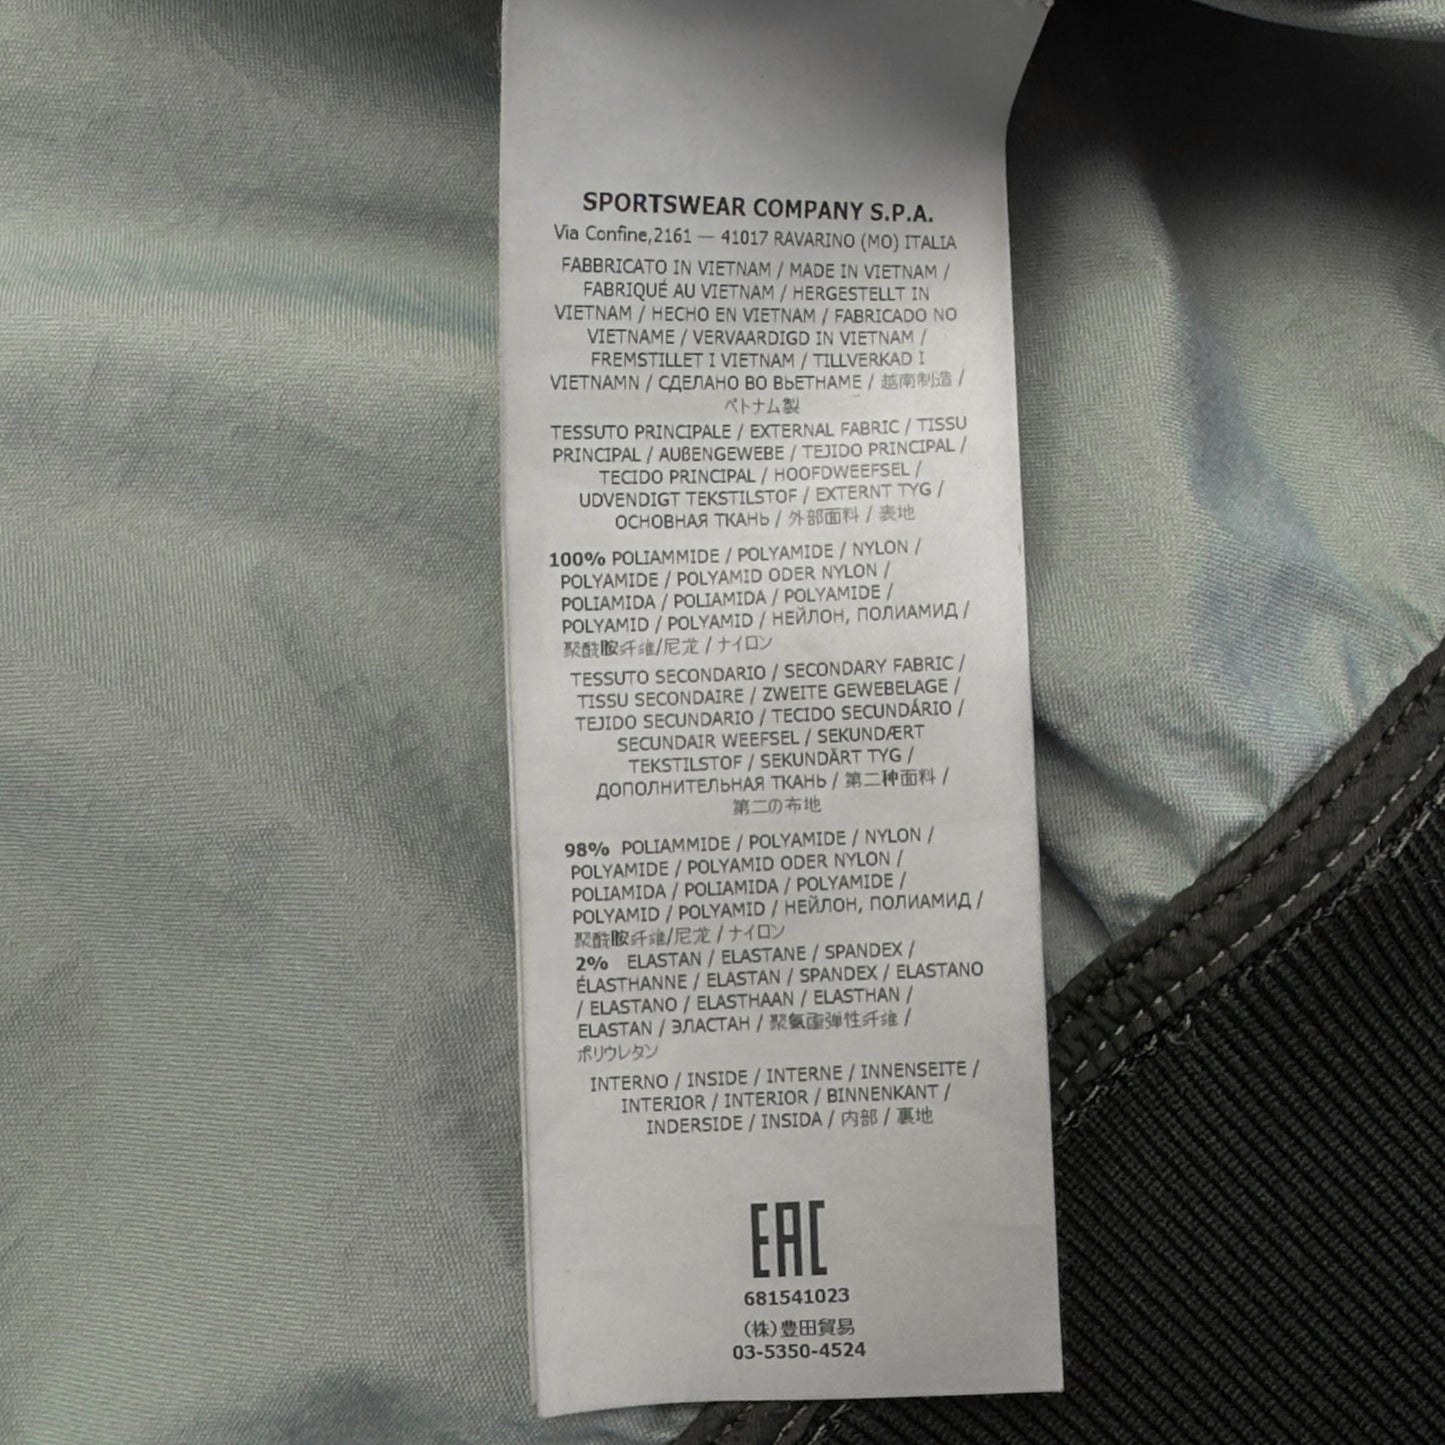 SPORTSWEAR COMPANY S.P.A.
Via Confine,2161 — 41017 RAVARINO (MO) ITALIA
FABBRICATO IN VIETNAM / MADE IN VIETNAM /
FABRIQUÉ AU VIETNAM / HERGESTELLT IN
VIETNAM / HECHO EN VIETNAM / FABRICADO NO
VIETNAME / VERVAARDIGD IN VIETNAM /
FREMSTILLET I VIETNAM / TILLVERKAD I
VIETNAMN / СДЕЛАНО ВО ВЬЕТНАМЕ / 越南制造 /
ベトナム製
TESSUTO PRINCIPALE / EXTERNAL FABRIC / TISSU
PRINCIPAL / AUßENGEWEBE / TEJIDO PRINCIPAL /
TECIDO PRINCIPAL / HOOFDWEEFSEL /
UDVENDIGT TEKSTILSTOF / EXTERNT TYG /
ОСНОВНАЯ ТКАНЬ / 外部面料 / 表地
100% POLIAMMIDE / POLYAMIDE / NYLON /
POLYAMIDE / POLYAMID ODER NYLON /
POLIAMIDA / POLIAMIDA / POLYAMIDE /
POLYAMID / POLYAMID / НЕЙЛОН, ПОЛИАМИД /
聚酰胺纤维/尼龙 / ナイロン
TESSUTO SECONDARIO / SECONDARY FABRIC /
TISSU SECONDAIRE / ZWEITE GEWEBELAGE /
TEJIDO SECUNDARIO / TECIDO SECUNDÁRIO /
SECUNDAIR WEEFSEL / SEKUNDÆRT
TEKSTILSTOF / SEKUNDÄRT TYG /
ДОПОЛНИТЕЛЬНАЯ ТКАНЬ / 第二种面料 /
第二の布地
98% POLIAMMIDE / POLYAMIDE / NYLON /
POLYAMIDE / POLYAMID ODER NYLON /
POLIAMIDA / POLIAMIDA / POLYAMIDE /
POLYAMID / POLYAMID / НЕЙЛОН, ПОЛИАМИД /
聚酰胺纤维/尼龙 / ナイロン
2% ELASTAN / ELASTANE / SPANDEX /
ÉLASTHANNE / ELASTAN / SPANDEX / ELASTANO
/ ELASTANO / ELASTHAAN / ELASTHAN /
ELASTAN / ЭЛАСТАН / 聚氨酯弹性纤维 /
ポリウレタン
INTERNO / INSIDE / INTERNE / INNENSEITE /
INTERIOR / INTERIOR / BINNENKANT /
INDERSIDE / INSIDA / 内部 / 裏地
EAC
681541023
(株)豊田貿易
03-5350-4524